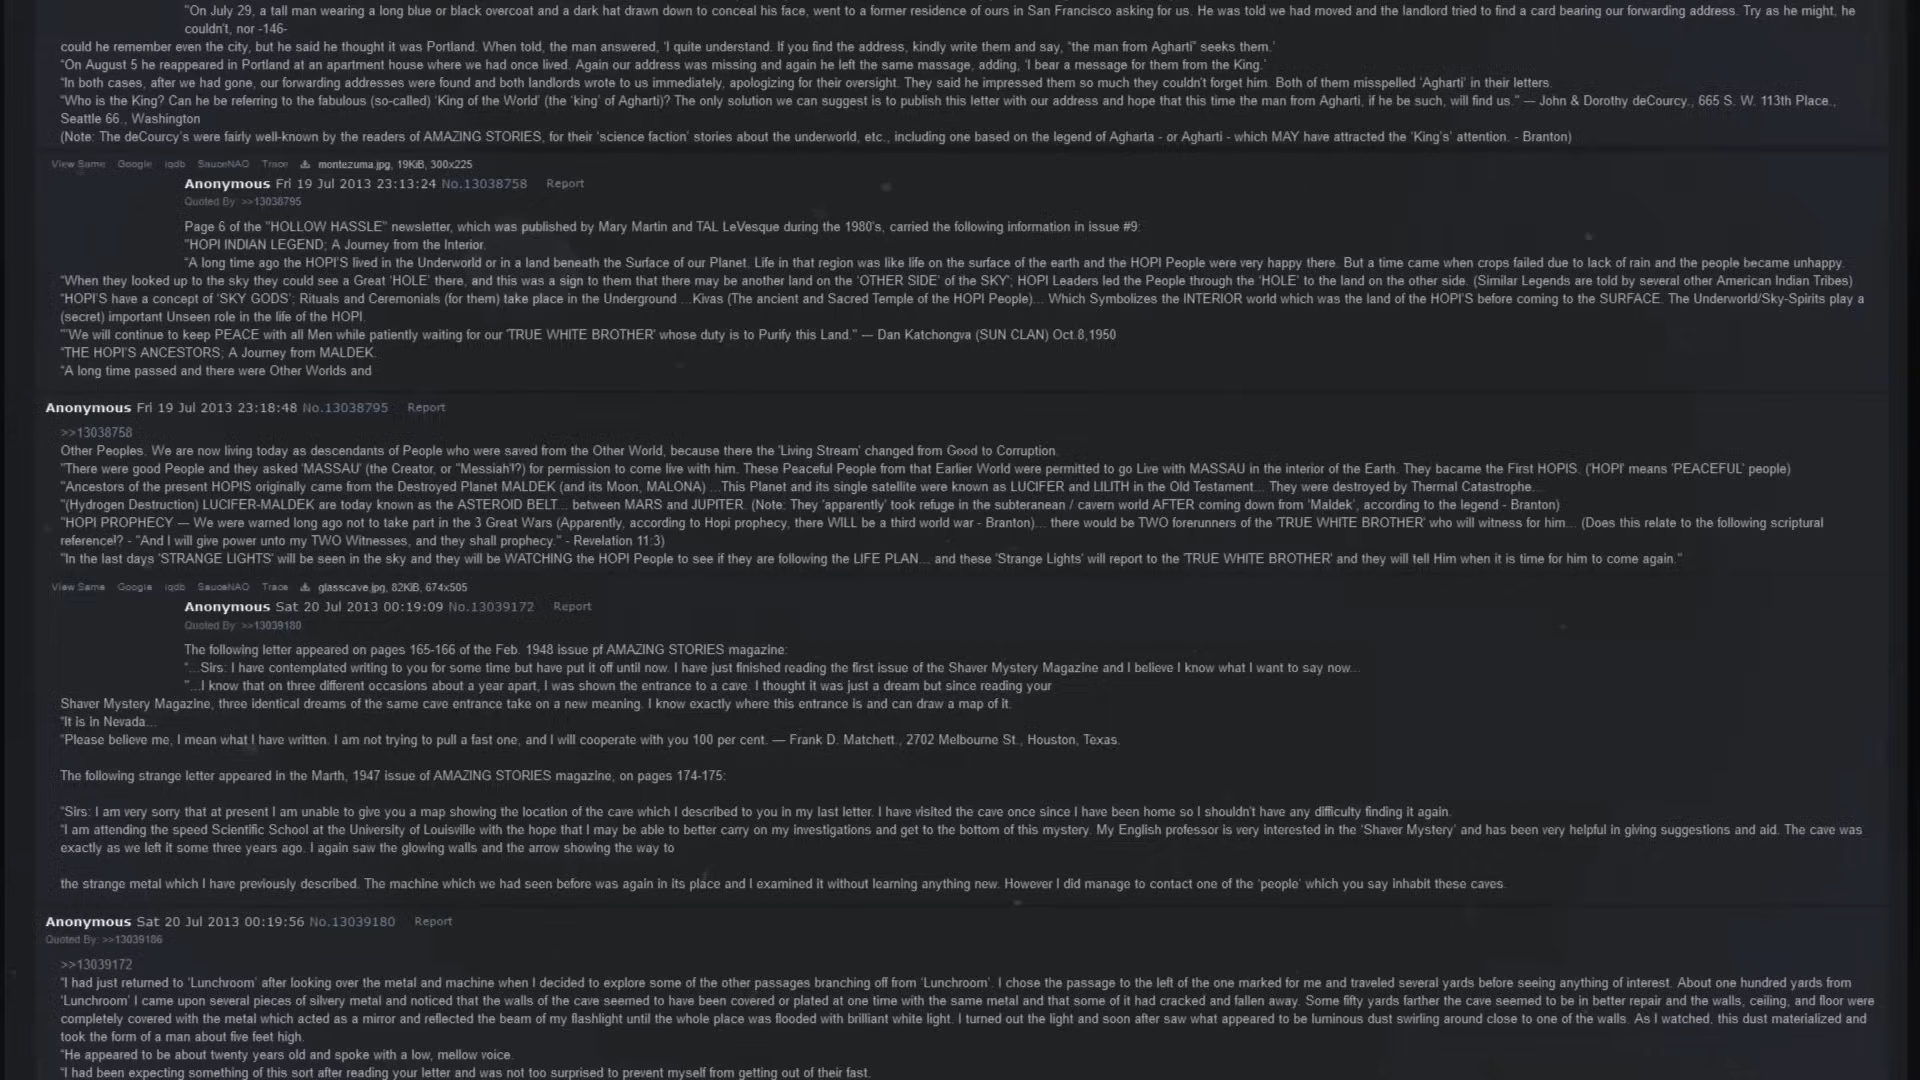 "On July 29, a tall man wearing a long blue or black overcoat and a dark hat drawn down to conceal his face, went to a former residence of ours in San Francisco asking for us. He was told we had moved and the landlord tried to find a card bearing our forwarding address. Try as he might, he
couldn't, nor -146-
could he remember even the city, but he said he thought it was Portland. When told, the man answered, 'I quite understand. If you find the address, kindly write them and say, "the man from Agharti" seeks them.'
"On August 5 he reappeared in Portland at an apartment house where we had once lived. Again our address was missing and again he left the same massage, adding, 'I bear a message for them from the King.'
"In both cases, after we had gone, our forwarding addresses were found and both landlords wrote to us immediately, apologizing for their oversight. They said he impressed them so much they couldn't forget him. Both of them misspelled 'Agharti' in their letters.
"Who is the King? Can he be referring to the fabulous (so-called) 'King of the World' (the 'king' of Agharti)? The only solution we can suggest is to publish this letter with our address and hope that this time the man from Agharti, if he be such, will find us." — John & Dorothy deCourcy., 665 S. W. 113th Place.,
Seattle 66., Washington
(Note: The deCourcy's were fairly well-known by the readers of AMAZING STORIES, for their 'science faction' stories about the underworld, etc., including one based on the legend of Agharta - or Agharti - which MAY have attracted the 'King's' attention. - Branton)
View Same Google iqdb SauceNAO Trace montezuma.jpg, 19KiB, 300x225
Anonymous Fri 19 Jul 2013 23:13:24 No.13038758 Report
Quoted By: >>13038795
Page 6 of the "HOLLOW HASSLE" newsletter, which was published by Mary Martin and TAL LeVesque during the 1980's, carried the following information in issue #9:
"HOPI INDIAN LEGEND; A Journey from the Interior.
"A long time ago the HOPI'S lived in the Underworld or in a land beneath the Surface of our Planet. Life in that region was like life on the surface of the earth and the HOPI People were very happy there. But a time came when crops failed due to lack of rain and the people became unhappy.
"When they looked up to the sky they could see a Great 'HOLE' there, and this was a sign to them that there may be another land on the 'OTHER SIDE' of the SKY'; HOPI Leaders led the People through the 'HOLE' to the land on the other side. (Similar Legends are told by several other American Indian Tribes)
"HOPI'S have a concept of 'SKY GODS'; Rituals and Ceremonials (for them) take place in the Underground ...Kivas (The ancient and Sacred Temple of the HOPI People)... Which Symbolizes the INTERIOR world which was the land of the HOPI'S before coming to the SURFACE. The Underworld/Sky-Spirits play a
(secret) important Unseen role in the life of the HOPI.
"'We will continue to keep PEACE with all Men while patiently waiting for our 'TRUE WHITE BROTHER' whose duty is to Purify this Land." — Dan Katchongva (SUN CLAN) Oct.8,1950
"THE HOPI'S ANCESTORS; A Journey from MALDEK.
"A long time passed and there were Other Worlds and
Anonymous Fri 19 Jul 2013 23:18:48 No.13038795 Report
>>13038758
Other Peoples. We are now living today as descendants of People who were saved from the Other World, because there the 'Living Stream' changed from Good to Corruption.
"There were good People and they asked 'MASSAU' (the Creator, or "Messiah'!?) for permission to come live with him. These Peaceful People from that Earlier World were permitted to go Live with MASSAU in the interior of the Earth. They bacame the First HOPIS. ('HOPI' means 'PEACEFUL' people)
"Ancestors of the present HOPIS originally came from the Destroyed Planet MALDEK (and its Moon, MALONA) ...This Planet and its single satellite were known as LUCIFER and LILITH in the Old Testament... They were destroyed by Thermal Catastrophe...
"(Hydrogen Destruction) LUCIFER-MALDEK are today known as the ASTEROID BELT... between MARS and JUPITER. (Note: They 'apparently' took refuge in the subteranean / cavern world AFTER coming down from 'Maldek', according to the legend - Branton)
"HOPI PROPHECY — We were warned long ago not to take part in the 3 Great Wars (Apparently, according to Hopi prophecy, there WILL be a third world war - Branton)... there would be TWO forerunners of the 'TRUE WHITE BROTHER' who will witness for him... (Does this relate to the following scriptural
reference!? - "And I will give power unto my TWO Witnesses, and they shall prophecy." - Revelation 11:3)
"In the last days 'STRANGE LIGHTS' will be seen in the sky and they will be WATCHING the HOPI People to see if they are following the LIFE PLAN... and these 'Strange Lights' will report to the 'TRUE WHITE BROTHER' and they will tell Him when it is time for him to come again."
View Same Google iqdb SauceNAO Trace glasscave.jpg, 82KiB, 674x505
Anonymous Sat 20 Jul 2013 00:19:09 No.13039172 Report
Quoted By: >>13039180
The following letter appeared on pages 165-166 of the Feb. 1948 issue pf AMAZING STORIES magazine:
"...Sirs: I have contemplated writing to you for some time but have put it off until now. I have just finished reading the first issue of the Shaver Mystery Magazine and I believe I know what I want to say now...
"...I know that on three different occasions about a year apart, I was shown the entrance to a cave. I thought it was just a dream but since reading your
Shaver Mystery Magazine, three identical dreams of the same cave entrance take on a new meaning. I know exactly where this entrance is and can draw a map of it.
"It is in Nevada...
"Please believe me, I mean what I have written. I am not trying to pull a fast one, and I will cooperate with you 100 per cent. — Frank D. Matchett., 2702 Melbourne St., Houston, Texas.
The following strange letter appeared in the Marth, 1947 issue of AMAZING STORIES magazine, on pages 174-175:
"Sirs: I am very sorry that at present I am unable to give you a map showing the location of the cave which I described to you in my last letter. I have visited the cave once since I have been home so I shouldn't have any difficulty finding it again.
"I am attending the speed Scientific School at the University of Louisville with the hope that I may be able to better carry on my investigations and get to the bottom of this mystery. My English professor is very interested in the 'Shaver Mystery' and has been very helpful in giving suggestions and aid. The cave was
exactly as we left it some three years ago. I again saw the glowing walls and the arrow showing the way to
the strange metal which I have previously described. The machine which we had seen before was again in its place and I examined it without learning anything new. However I did manage to contact one of the 'people' which you say inhabit these caves.
Anonymous Sat 20 Jul 2013 00:19:56 No.13039180 Report
Quoted By: >>13039186
>>13039172
"I had just returned to 'Lunchroom' after looking over the metal and machine when I decided to explore some of the other passages branching off from 'Lunchroom'. I chose the passage to the left of the one marked for me and traveled several yards before seeing anything of interest. About one hundred yards from
'Lunchroom' I came upon several pieces of silvery metal and noticed that the walls of the cave seemed to have been covered or plated at one time with the same metal and that some of it had cracked and fallen away. Some fifty yards farther the cave seemed to be in better repair and the walls, ceiling, and floor were
completely covered with the metal which acted as a mirror and reflected the beam of my flashlight until the whole place was flooded with brilliant white light. I turned out the light and soon after saw what appeared to be luminous dust swirling around close to one of the walls. As I watched, this dust materialized and
took the form of a man about five feet high.
"He appeared to be about twenty years old and spoke with a low, mellow voice.
"I had been expecting something of this sort after reading your letter and was not too surprised to prevent myself from getting out of their fast.